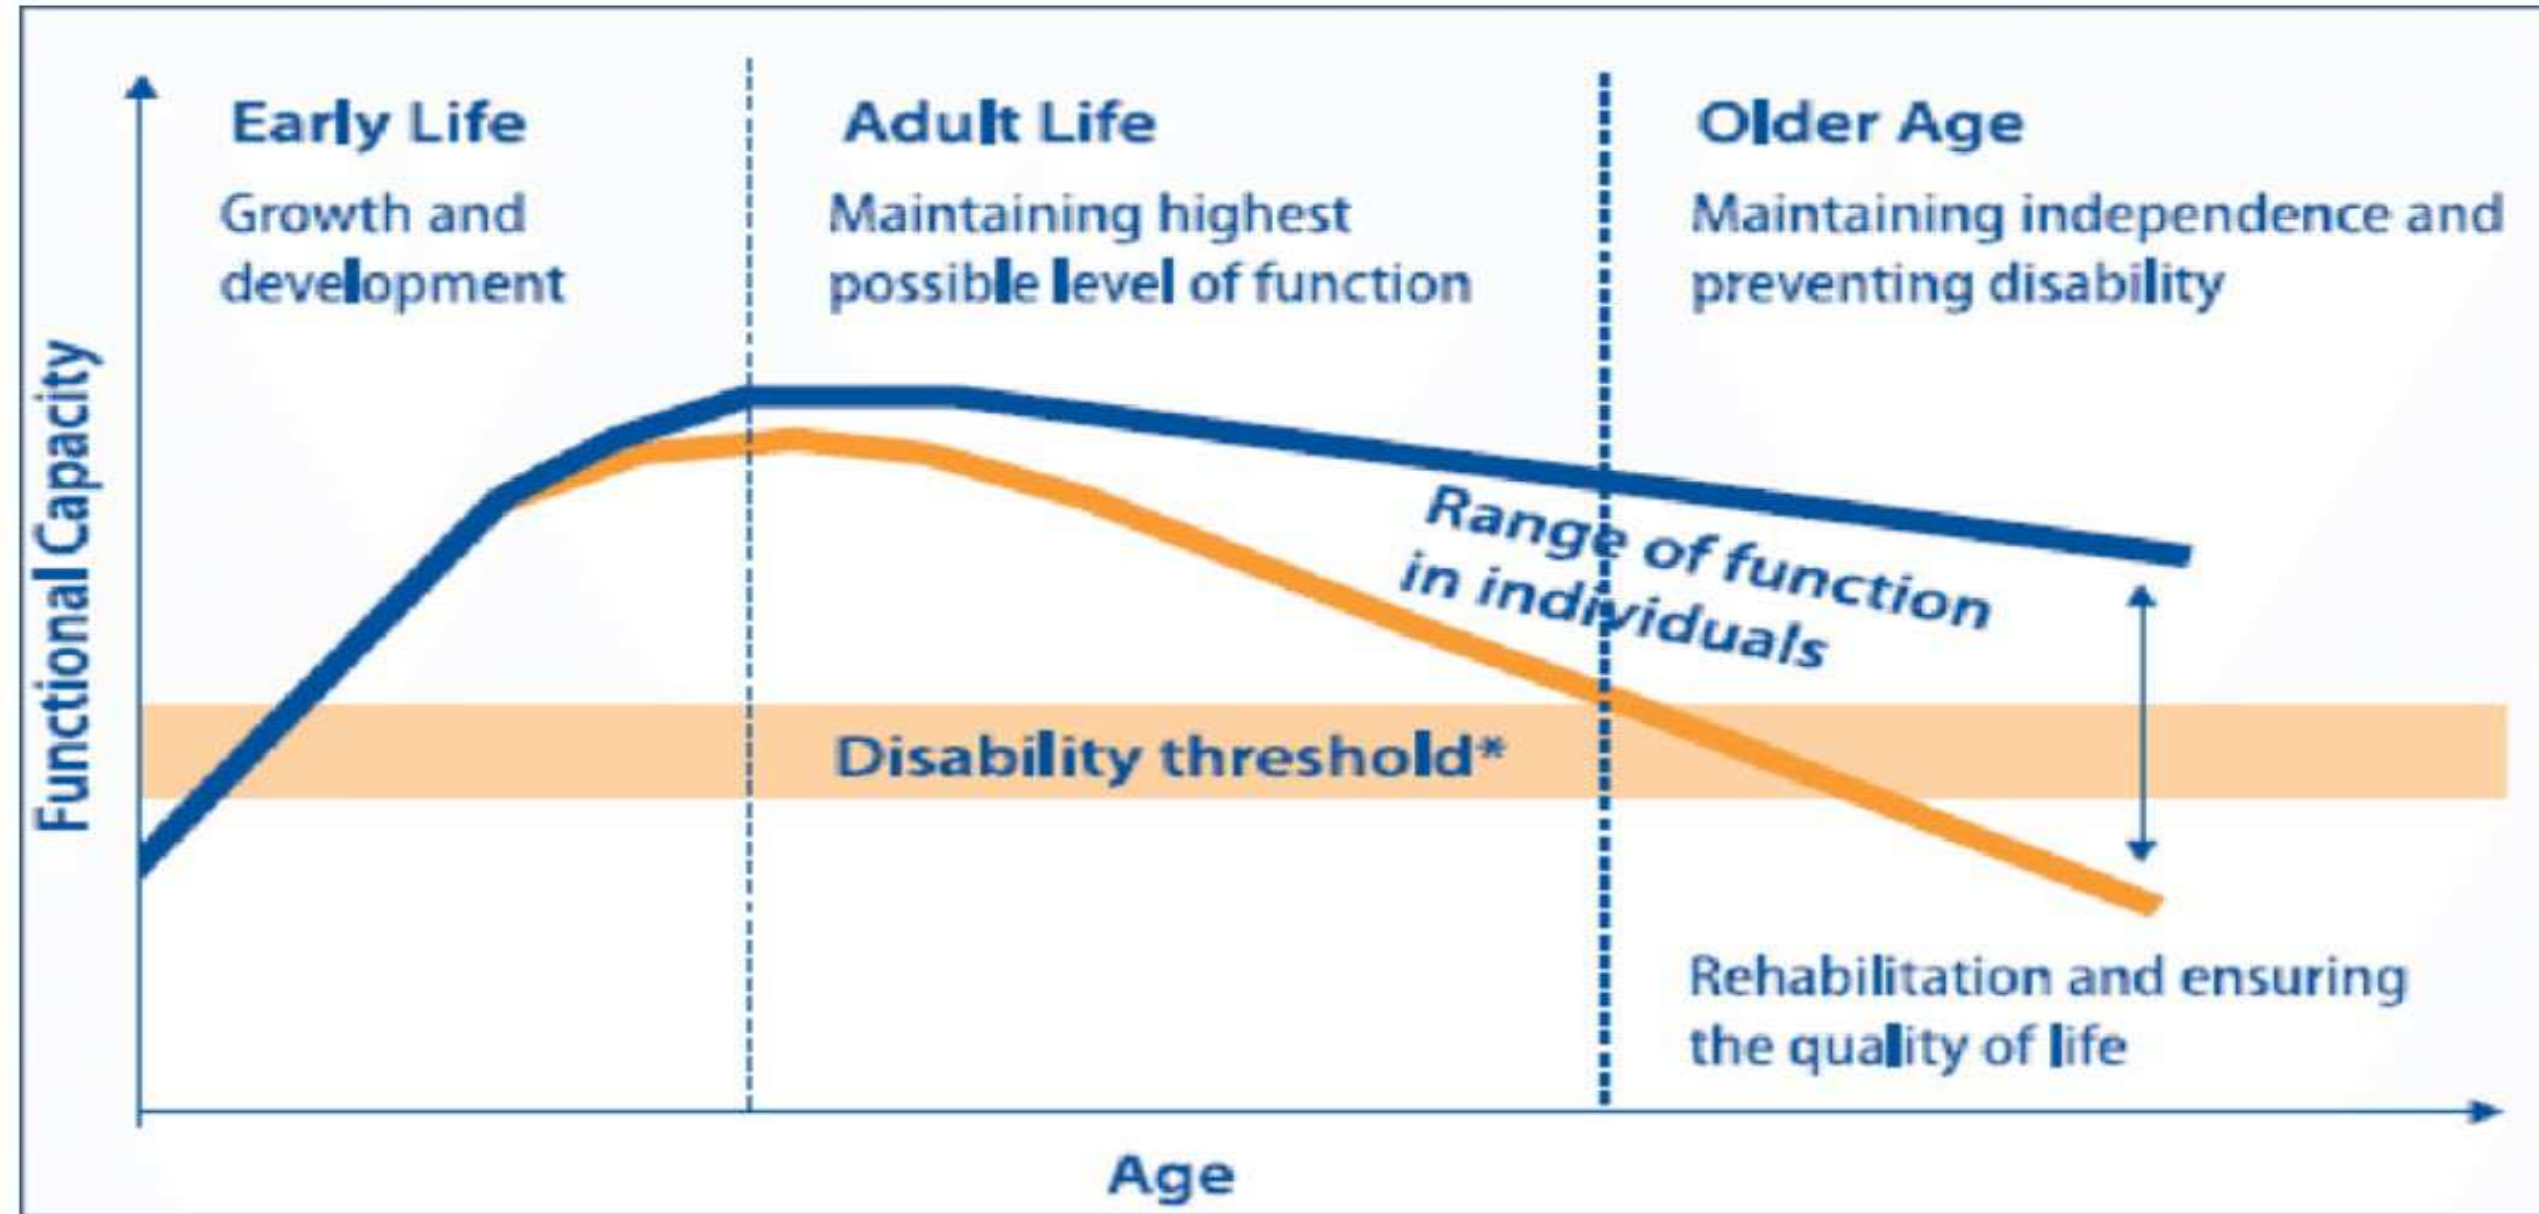 Early Life
Growth and
development
Adult Life
Maintaining highest
possible level of function
Older Age
Maintaining independence and
preventing disability
Functional Capacity
Range of function
in individuals
Disability threshold*
Rehabilitation and ensuring
the quality of life
Age